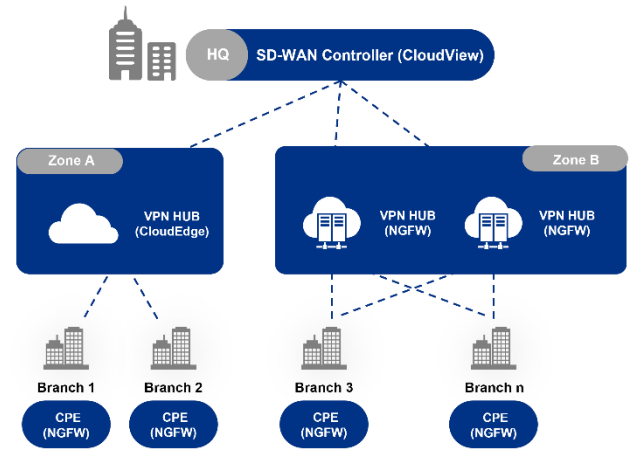 HQ SD-WAN Controller (CloudView)
Zone A
Zone B
VPN HUB
(CloudEdge)
VPN HUB
(NGFW)
VPN HUB
(NGFW)
Branch 1
Branch 2
Branch 3
Branch n
CPE
(NGFW)
CPE
(NGFW)
CPE
(NGFW)
CPE
(NGFW)